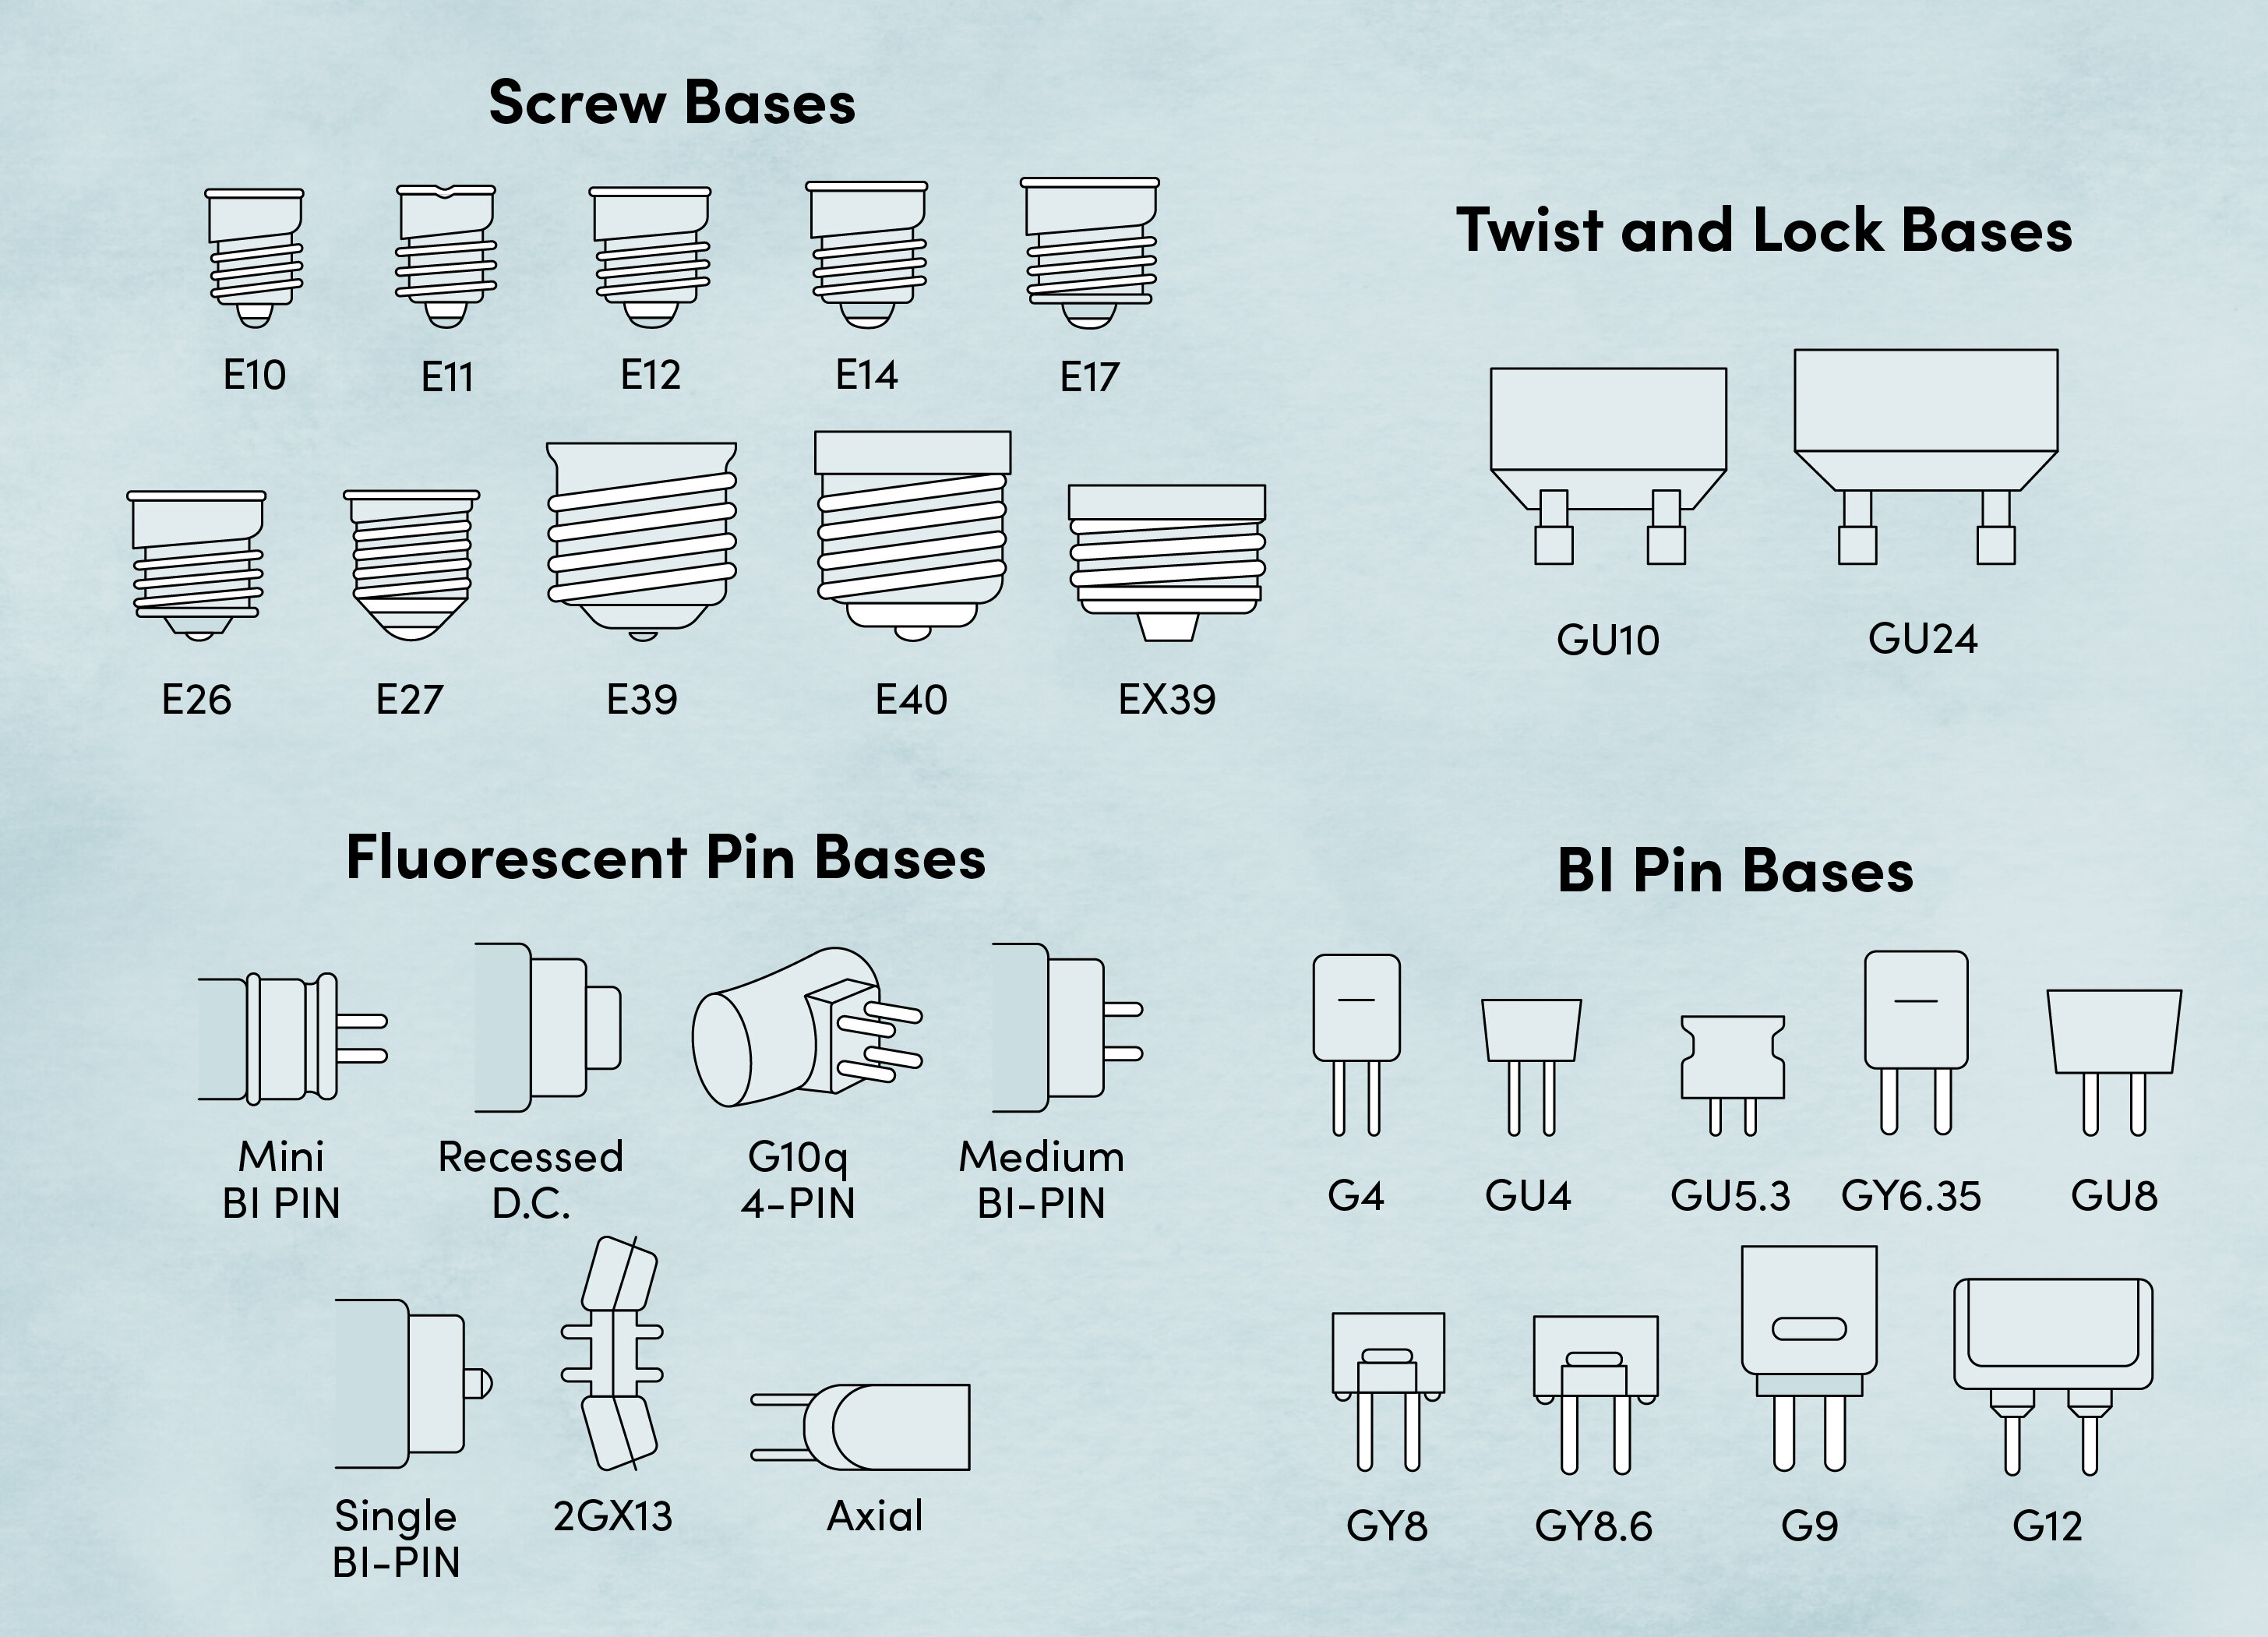 Screw Bases
E10
E11
E12
E14
E17
E26
E27
E39
E40
EX39
Twist and Lock Bases
GU10
GU24
Fluorescent Pin Bases
Mini
BI PIN
Recessed
D.C.
G10q
4-PIN
Medium
BI-PIN
Single
BI-PIN
2GX13
Axial
BI Pin Bases
G4
GU4
GU5.3
GY6.35
GU8
GY8
GY8.6
G9
G12